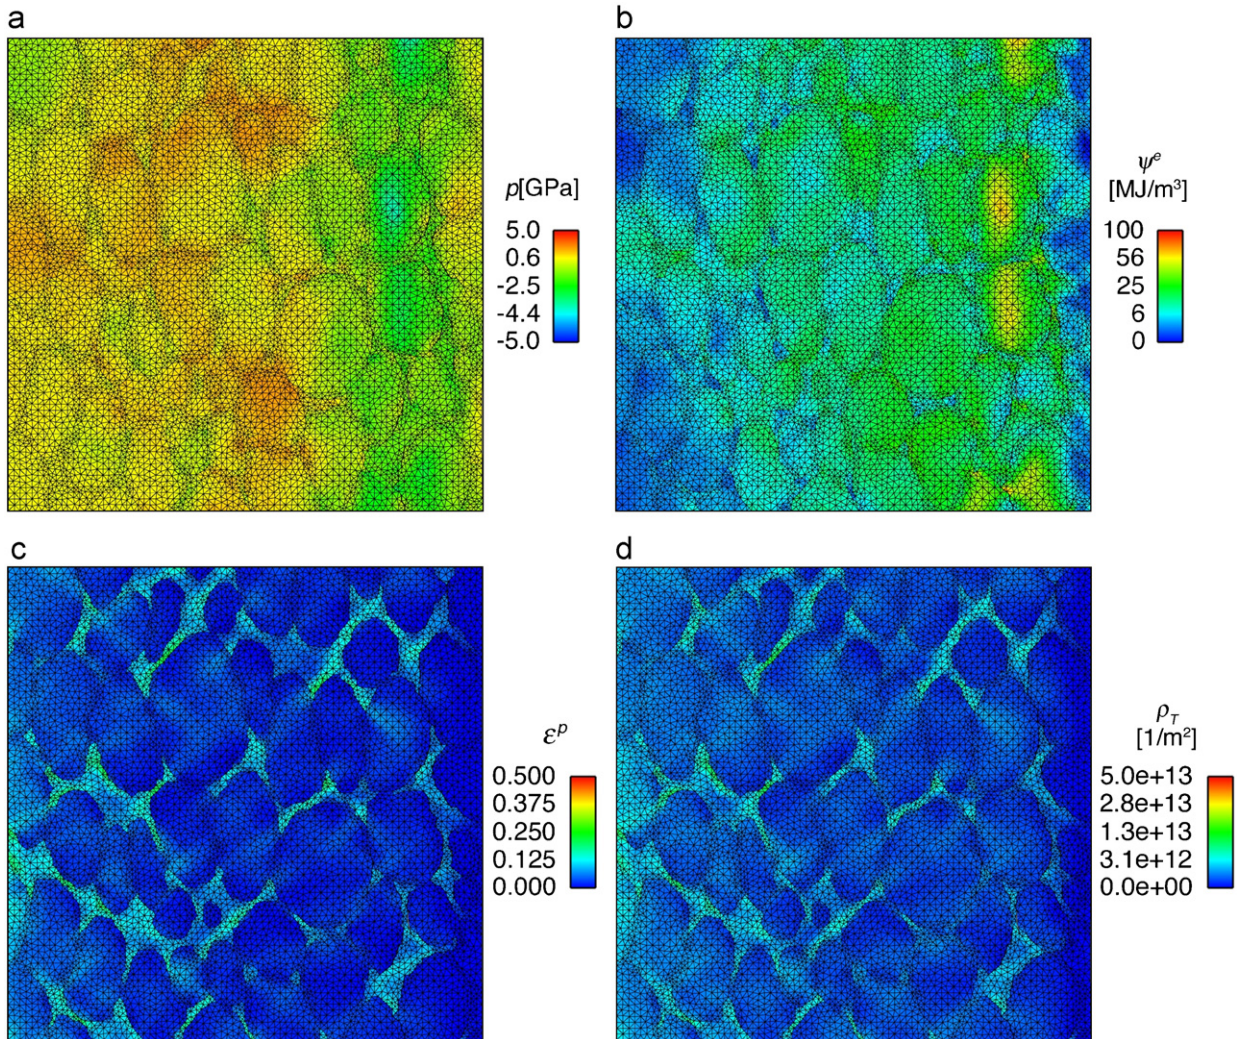 a
b
p[GPa]
5.0
0.6
-2.5
-4.4
-5.0
ψᵉ
[MJ/m³]
100
56
25
6
0
c
d
εᵖ
0.500
0.375
0.250
0.125
0.000
ρ_T
[1/m²]
5.0e+13
2.8e+13
1.3e+13
3.1e+12
0.0e+00